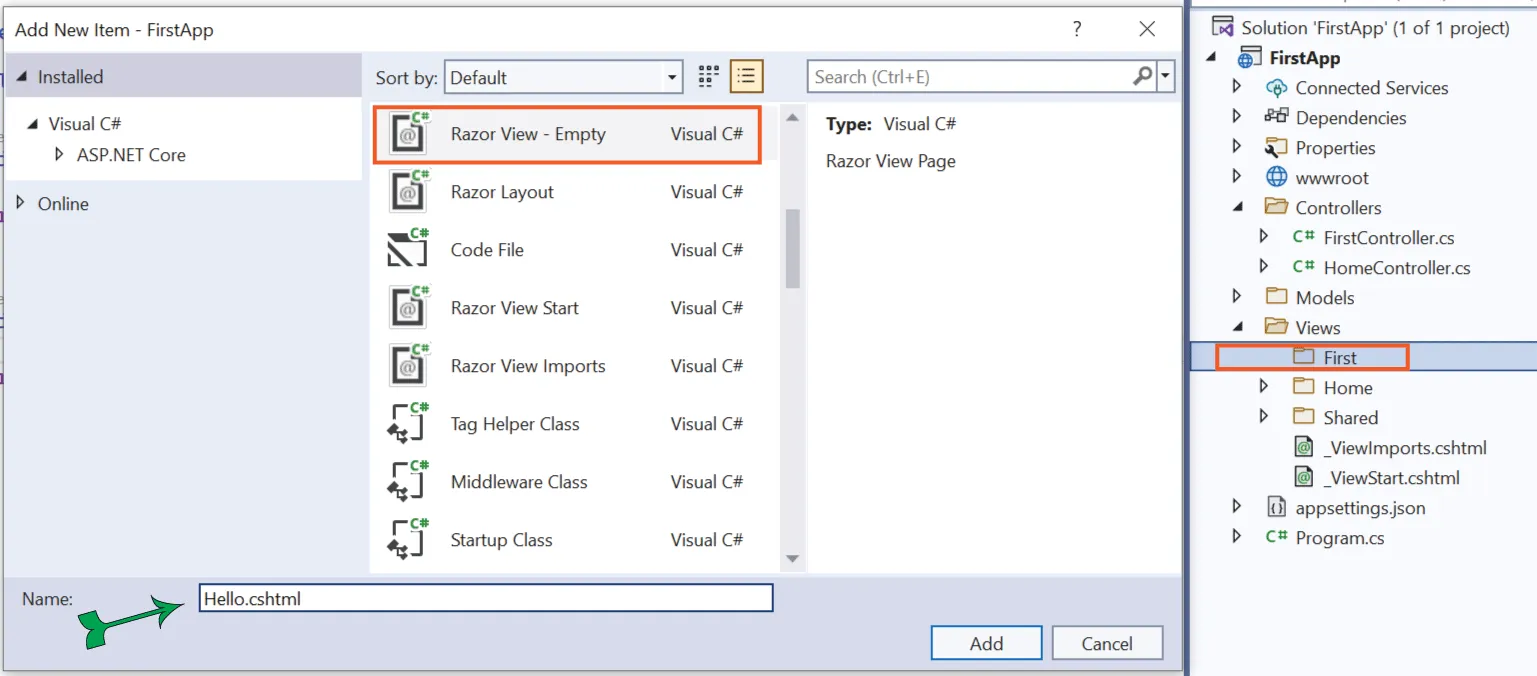 Add New Item - FirstApp
?
Installed
Visual C#
ASP.NET Core
Online
Sort by: Default
Search (Ctrl+E)
Razor View - Empty Visual C#
Razor Layout Visual C#
Code File Visual C#
Razor View Start Visual C#
Razor View Imports Visual C#
Tag Helper Class Visual C#
Middleware Class Visual C#
Startup Class Visual C#
Type: Visual C#
Razor View Page
Name: Hello.cshtml
Add Cancel
Solution 'FirstApp' (1 of 1 project)
FirstApp
Connected Services
Dependencies
Properties
wwwroot
Controllers
C# FirstController.cs
C# HomeController.cs
Models
Views
First
Home
Shared
_ViewImports.cshtml
_ViewStart.cshtml
appsettings.json
C# Program.cs